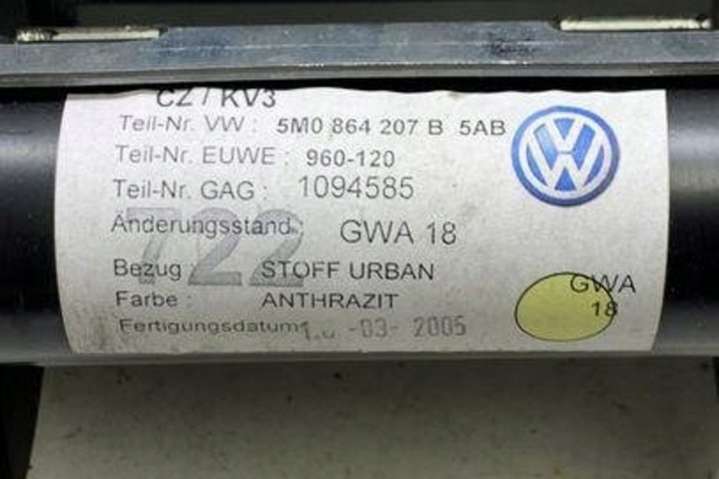 CZ / KV3
Teil-Nr. VW : 5M0 864 207 B 5AB
Teil-Nr. EUWE : 960-120
Teil-Nr. GAG : 1094585
Änderungsstand : GWA 18
722
Bezug : STOFF URBAN
Farbe : ANTHRAZIT
Fertigungsdatum: -03- 2005
VW
GWA
18